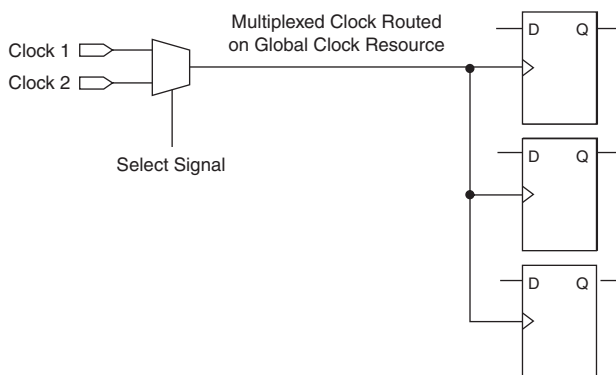 Multiplexed Clock Routed
on Global Clock Resource
Clock 1
Clock 2
Select Signal
D Q
D Q
D Q